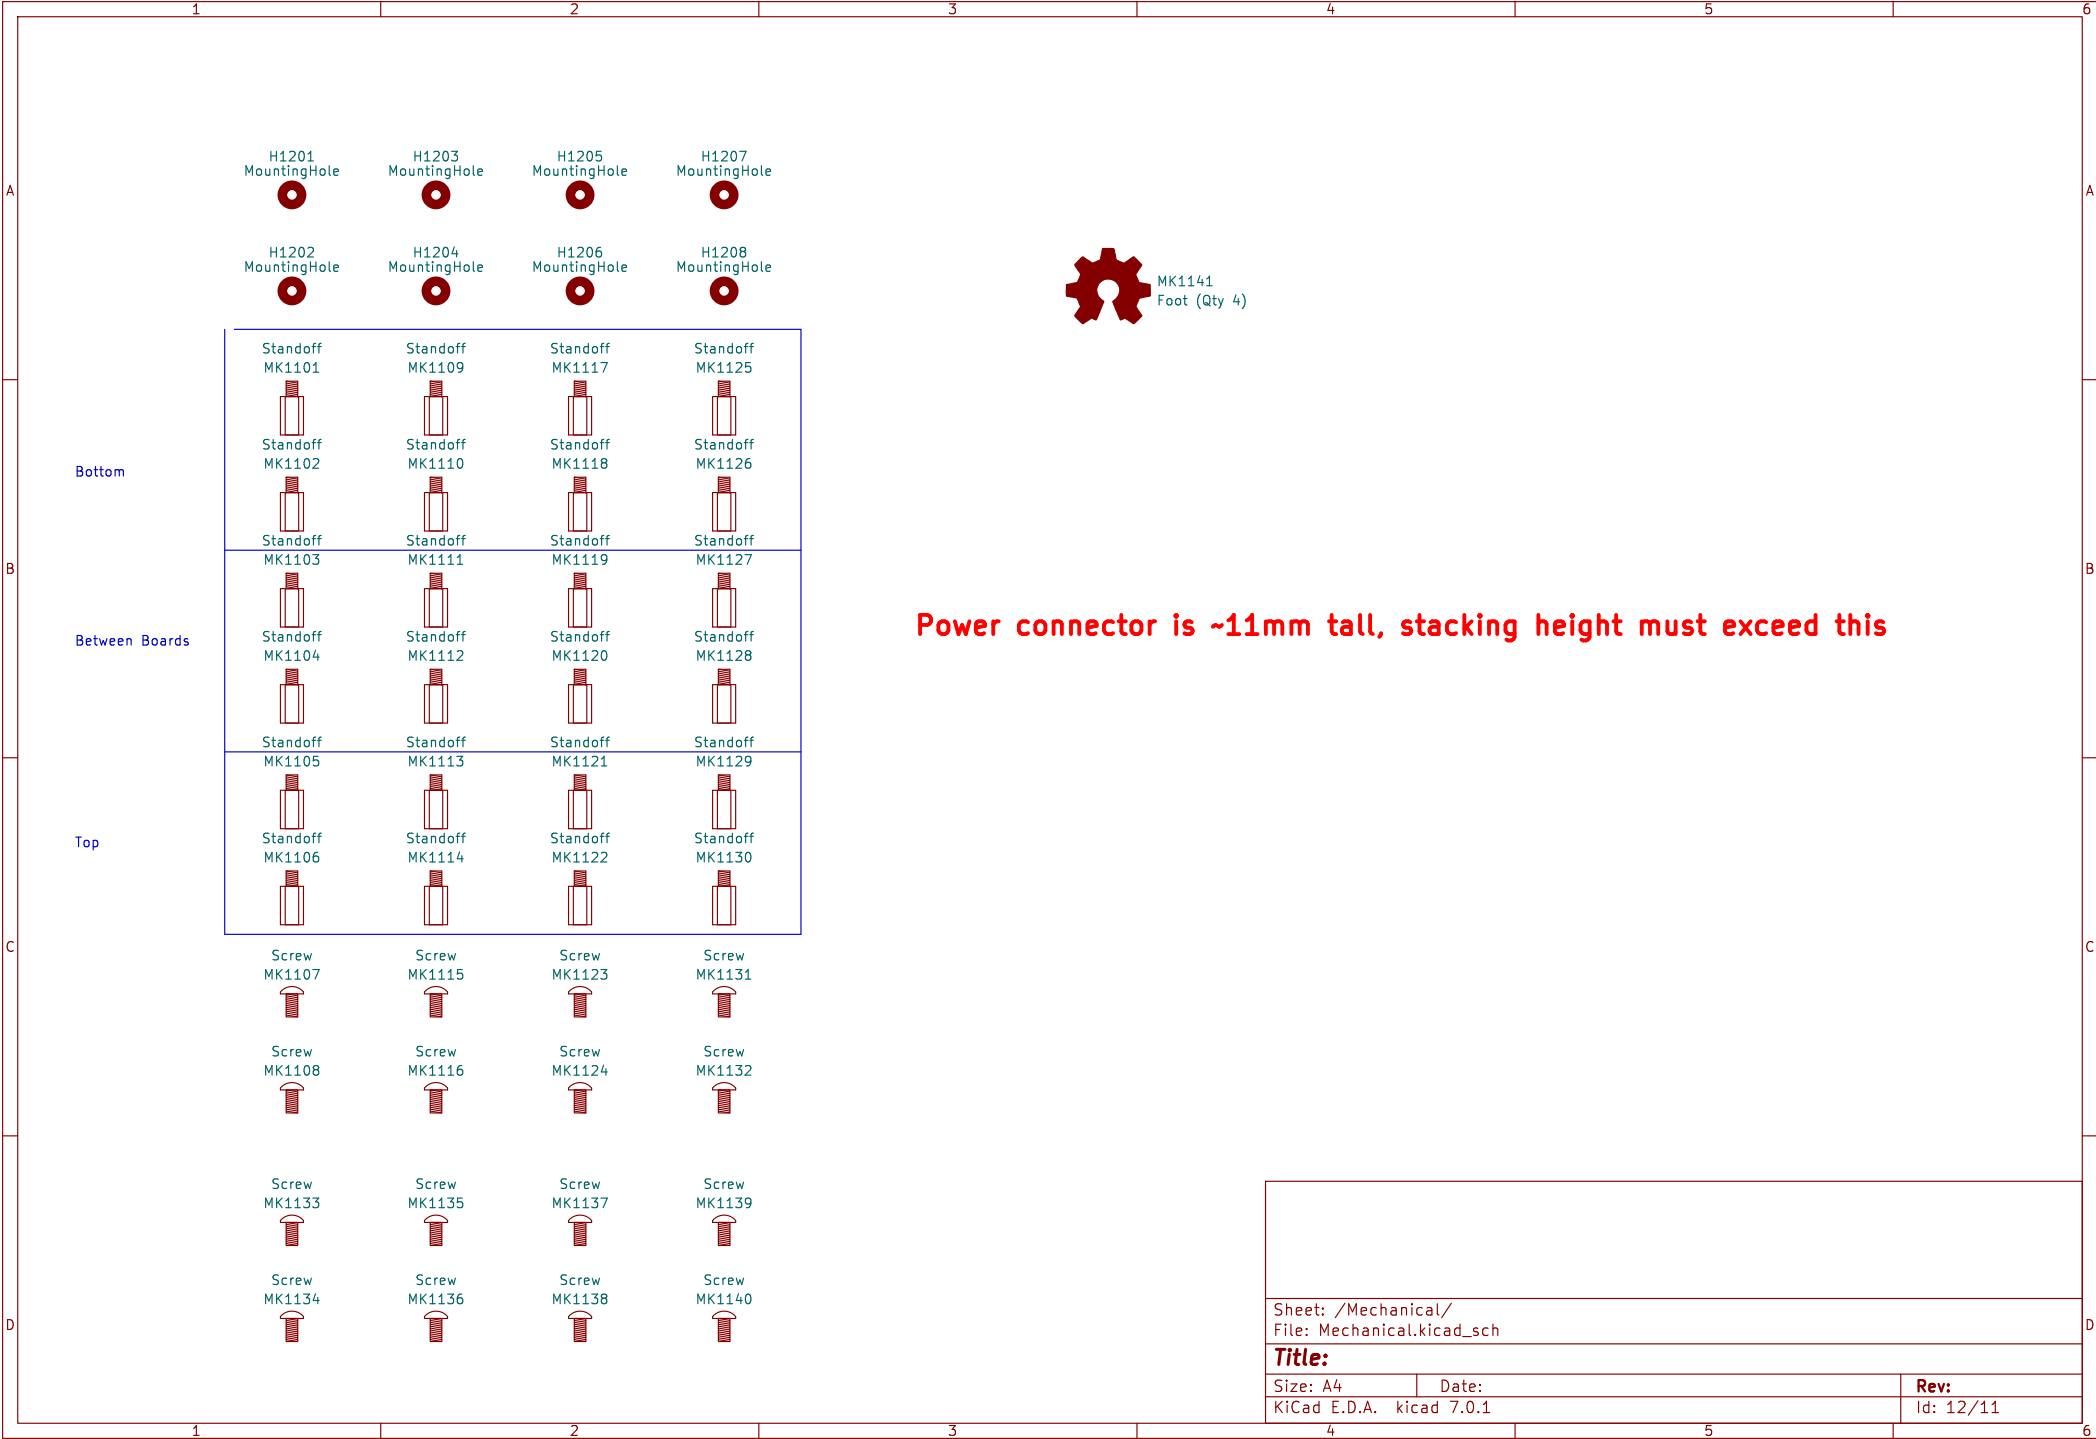 1 2 3 4 5 6
A A
H1201 H1203 H1205 H1207
MountingHole MountingHole MountingHole MountingHole
H1202 H1204 H1206 H1208
MountingHole MountingHole MountingHole MountingHole
MK1141
Foot (Qty 4)
Standoff Standoff Standoff Standoff
MK1101 MK1109 MK1117 MK1125
Standoff Standoff Standoff Standoff
MK1102 MK1110 MK1118 MK1126
Bottom
Standoff Standoff Standoff Standoff
MK1103 MK1111 MK1119 MK1127
B B
Power connector is ~11mm tall, stacking height must exceed this
Standoff Standoff Standoff Standoff
Between Boards
MK1104 MK1112 MK1120 MK1128
Standoff Standoff Standoff Standoff
MK1105 MK1113 MK1121 MK1129
Standoff Standoff Standoff Standoff
Top
MK1106 MK1114 MK1122 MK1130
C C
Screw Screw Screw Screw
MK1107 MK1115 MK1123 MK1131
Screw Screw Screw Screw
MK1108 MK1116 MK1124 MK1132
Screw Screw Screw Screw
MK1133 MK1135 MK1137 MK1139
Screw Screw Screw Screw
MK1134 MK1136 MK1138 MK1140
D D
Sheet: /Mechanical/
File: Mechanical.kicad_sch
Title:
Size: A4 Date: Rev:
KiCad E.D.A. kicad 7.0.1 Id: 12/11
1 2 3 4 5 6